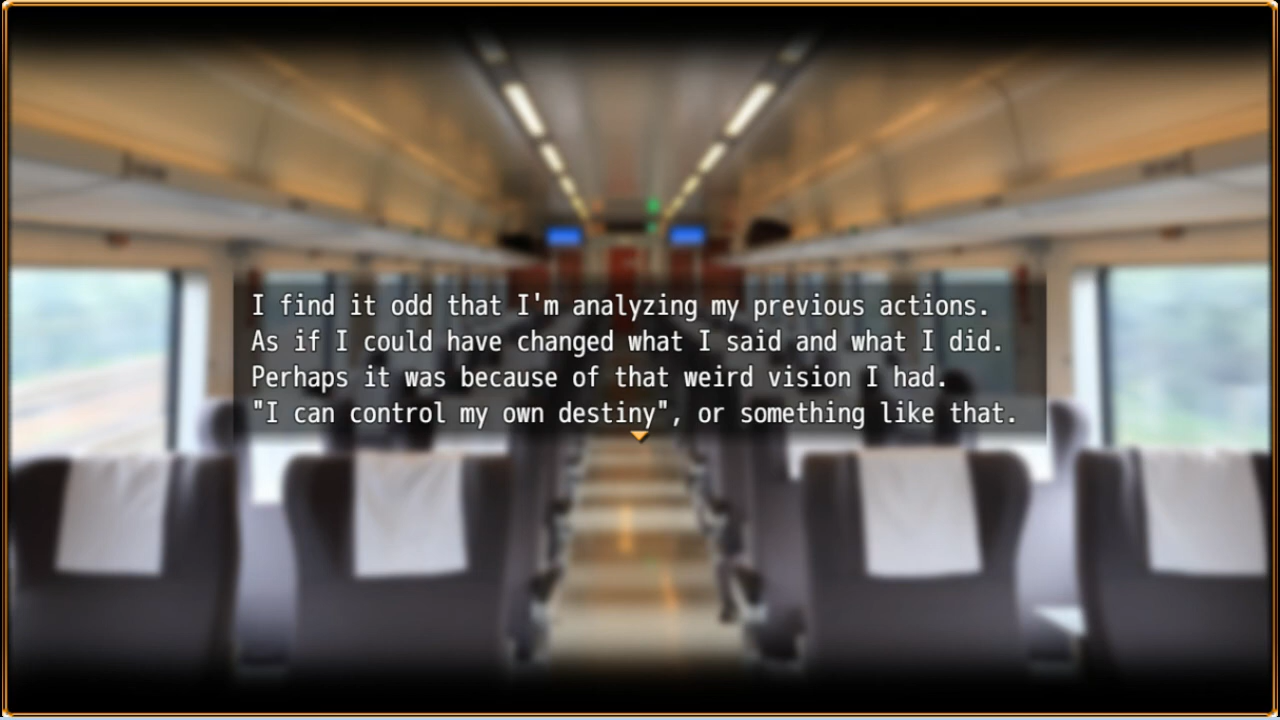 I find it odd that I'm analyzing my previous actions.
As if I could have changed what I said and what I did.
Perhaps it was because of that weird vision I had.
"I can control my own destiny", or something like that.